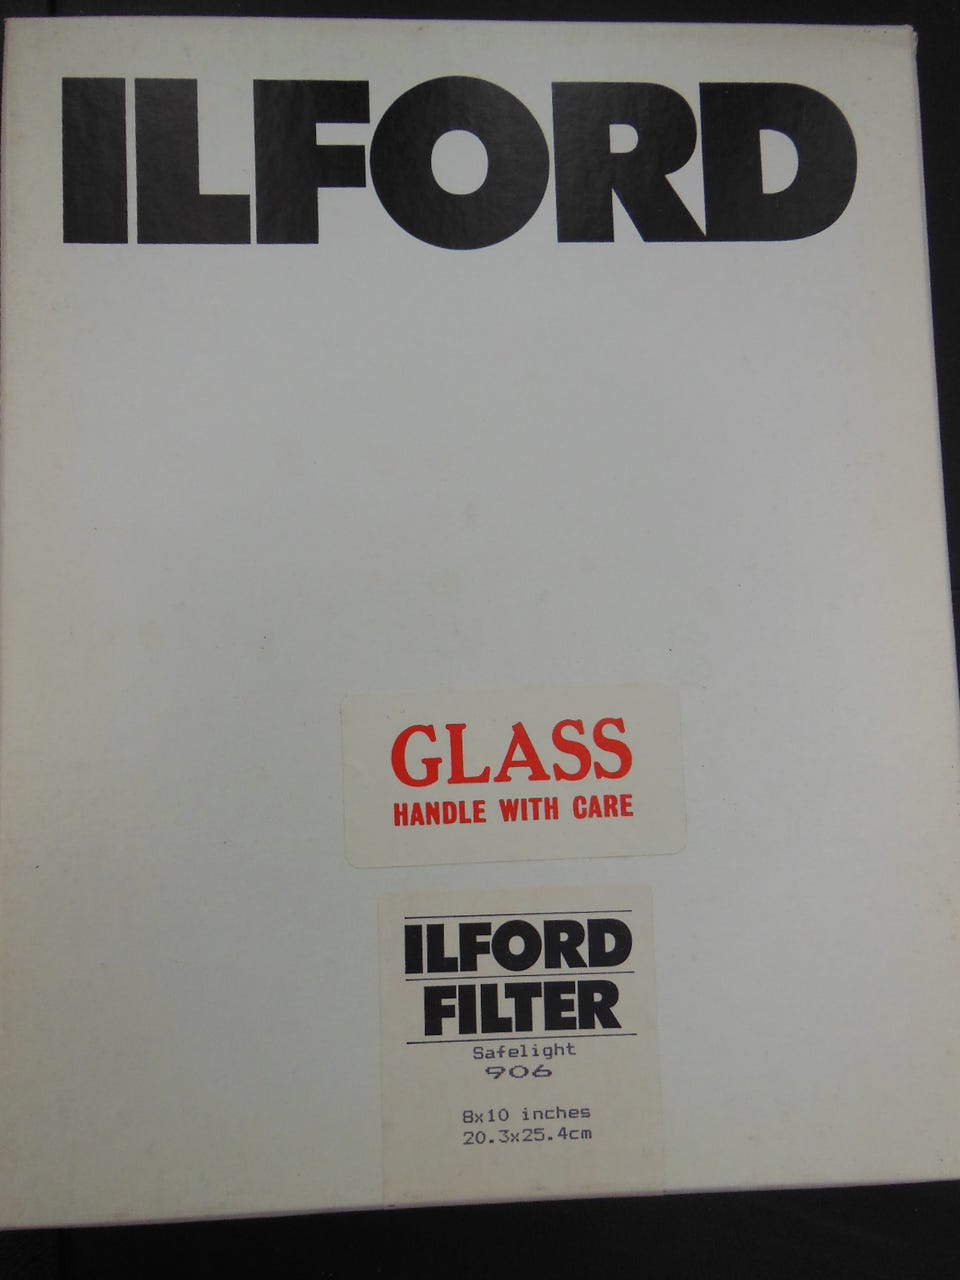 ILFORD
GLASS
HANDLE WITH CARE
ILFORD
FILTER
Safelight
906
8x10 inches
20.3x25.4cm